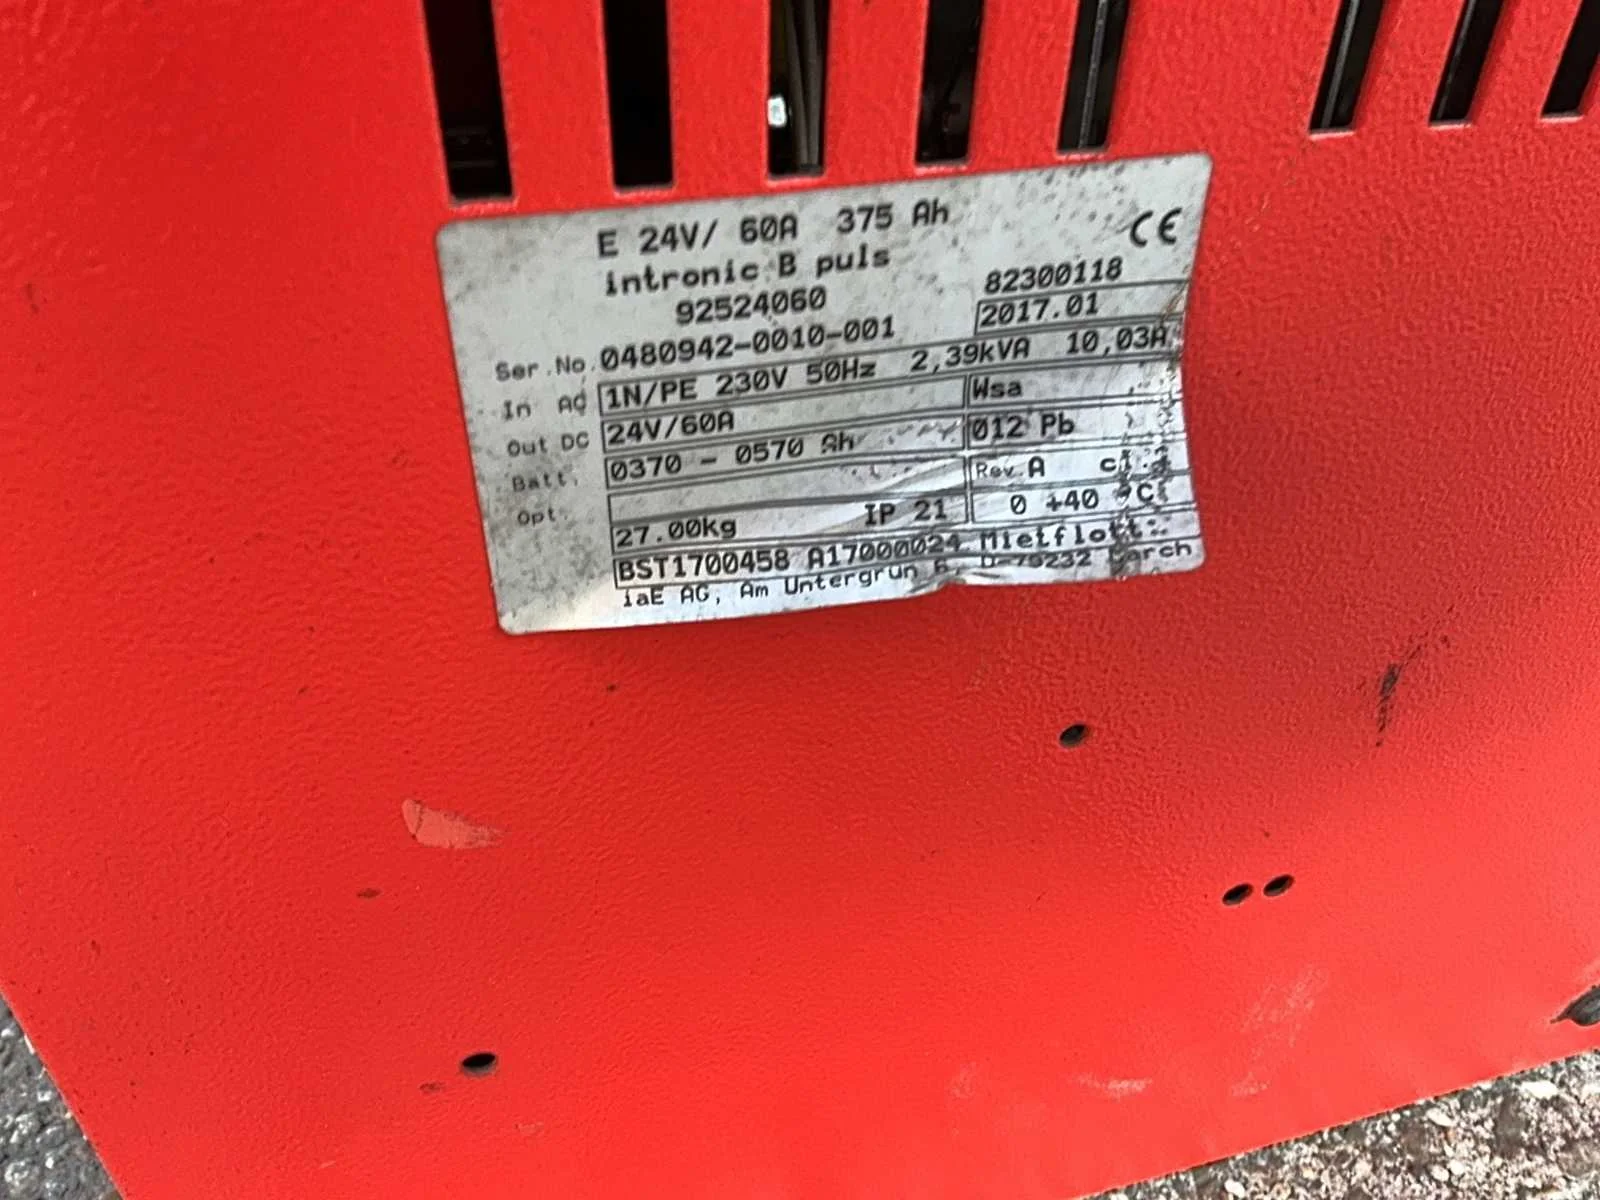 E 24V/ 60A 375 Ah
CE
intronic B puls
92524060 82300118
Ser.No. 0480942-0010-001 2017.01
In AC 1N/PE 230V 50Hz 2,39kVA 10,03A
Out DC 24V/60A Wsa
Batt. 0370 - 0570 Ah 012 Pb
Opt. Rev. A
27.00kg IP 21 0 +40 °C
BST1700458 A17000024
iaE AG, Am Untergrün